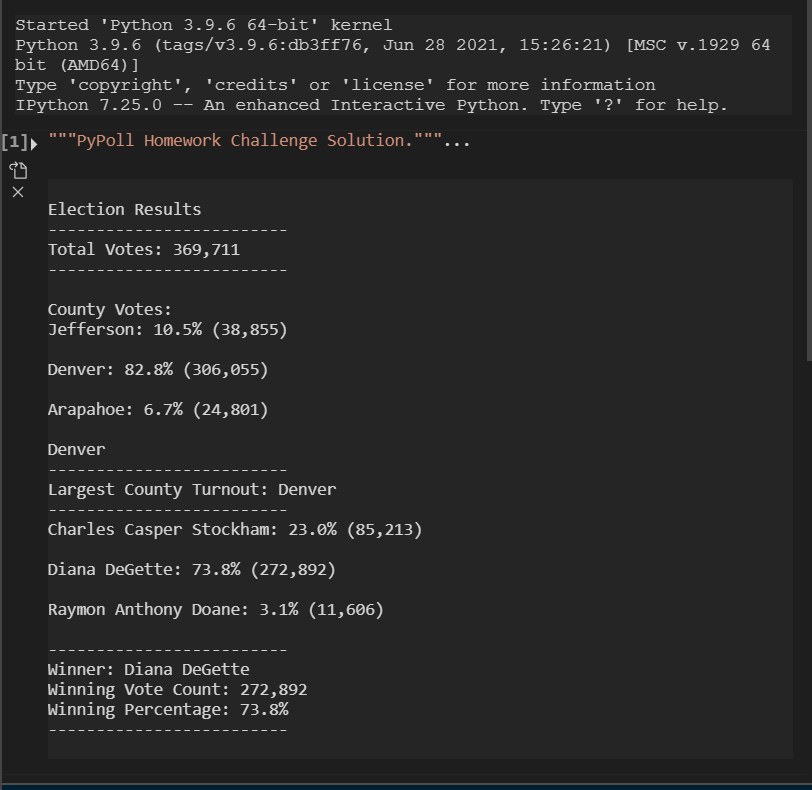 Started 'Python 3.9.6 64-bit' kernel
Python 3.9.6 (tags/v3.9.6:db3ff76, Jun 28 2021, 15:26:21) [MSC v.1929 64
bit (AMD64)]
Type 'copyright', 'credits' or 'license' for more information
IPython 7.25.0 -- An enhanced Interactive Python. Type '?' for help.
[1] """PyPoll Homework Challenge Solution."""...
Election Results
-------------------------
Total Votes: 369,711
-------------------------
County Votes:
Jefferson: 10.5% (38,855)
Denver: 82.8% (306,055)
Arapahoe: 6.7% (24,801)
Denver
-------------------------
Largest County Turnout: Denver
-------------------------
Charles Casper Stockham: 23.0% (85,213)
Diana DeGette: 73.8% (272,892)
Raymon Anthony Doane: 3.1% (11,606)
-------------------------
Winner: Diana DeGette
Winning Vote Count: 272,892
Winning Percentage: 73.8%
-------------------------